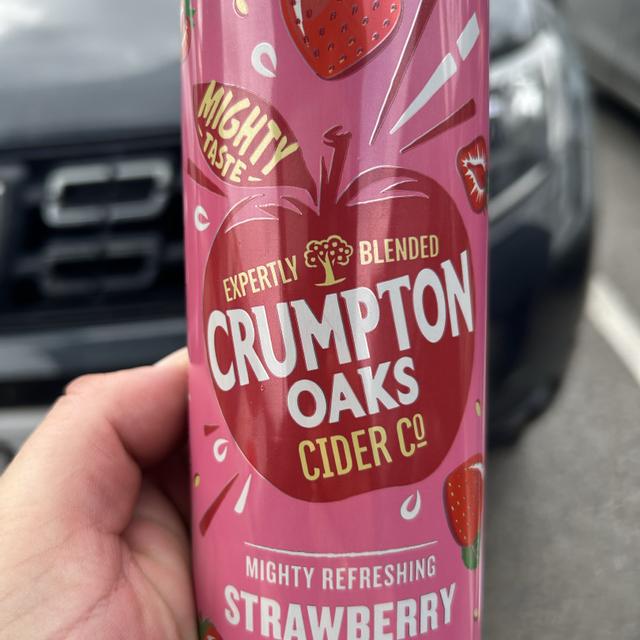 MIGHTY
TASTE
EXPERTLY BLENDED
CRUMPTON
OAKS
CIDER Cº
MIGHTY REFRESHING
STRAWBERRY